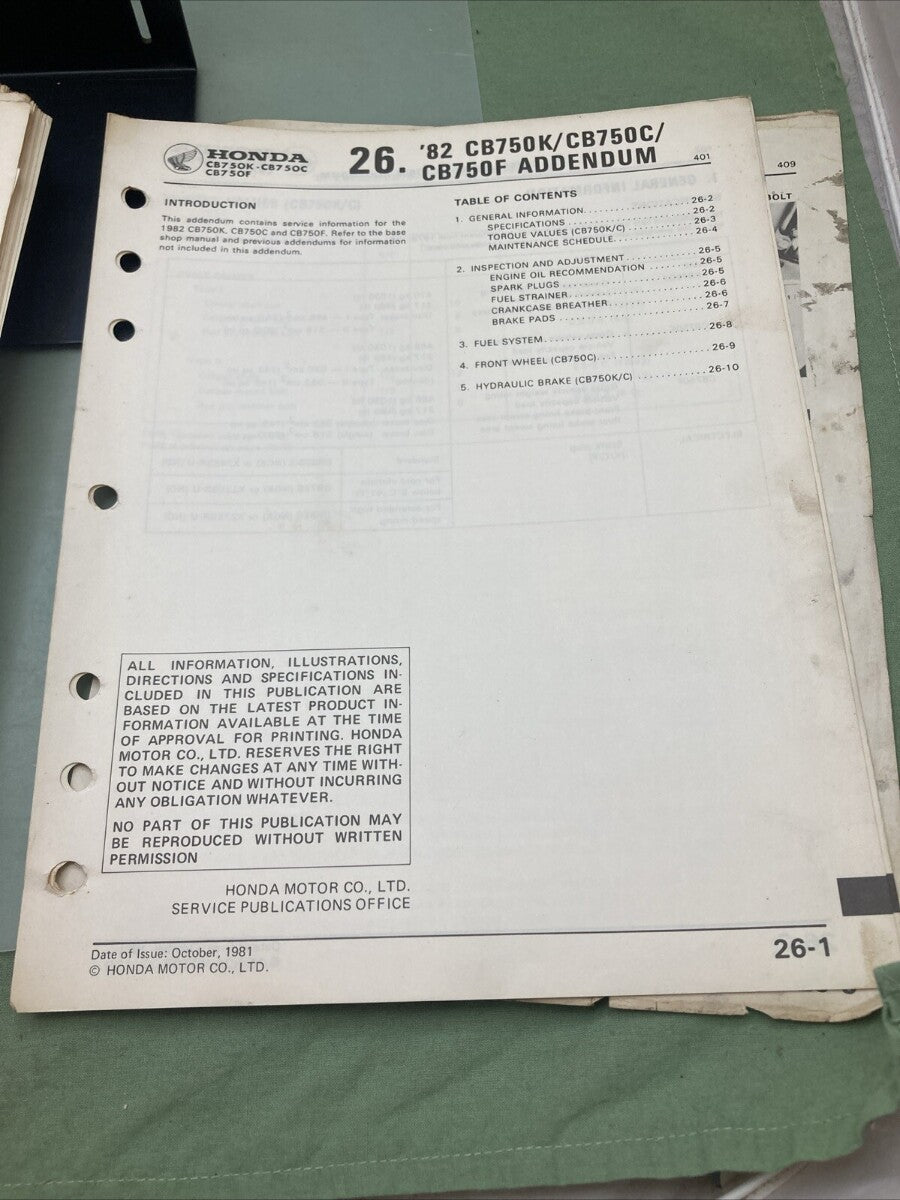 HONDA
CB750K·CB750C
CB750F
26. '82 CB750K/CB750C/
CB750F ADDENDUM
401
INTRODUCTION
This addendum contains service information for the
1982 CB750K, CB750C and CB750F. Refer to the base
shop manual and previous addendums for information
not included in this addendum.
TABLE OF CONTENTS
1. GENERAL INFORMATION. . . . . . . . . . . . . . . . . . . 26-2
SPECIFICATIONS . . . . . . . . . . . . . . . . . . . . . . 26-2
TORQUE VALUES (CB750K/C) . . . . . . . . . . . . . 26-3
MAINTENANCE SCHEDULE. . . . . . . . . . . . . . . 26-4
2. INSPECTION AND ADJUSTMENT . . . . . . . . . . . . . 26-5
ENGINE OIL RECOMMENDATION . . . . . . . . . 26-5
SPARK PLUGS . . . . . . . . . . . . . . . . . . . . . . . . 26-5
FUEL STRAINER. . . . . . . . . . . . . . . . . . . . . . . 26-6
CRANKCASE BREATHER. . . . . . . . . . . . . . . . 26-6
BRAKE PADS . . . . . . . . . . . . . . . . . . . . . . . . . 26-7
3. FUEL SYSTEM. . . . . . . . . . . . . . . . . . . . . . . . . . . 26-8
4. FRONT WHEEL (CB750C). . . . . . . . . . . . . . . . . . . 26-9
5. HYDRAULIC BRAKE (CB750K/C) . . . . . . . . . . . . 26-10
ALL INFORMATION, ILLUSTRATIONS,
DIRECTIONS AND SPECIFICATIONS IN-
CLUDED IN THIS PUBLICATION ARE
BASED ON THE LATEST PRODUCT IN-
FORMATION AVAILABLE AT THE TIME
OF APPROVAL FOR PRINTING. HONDA
MOTOR CO., LTD. RESERVES THE RIGHT
TO MAKE CHANGES AT ANY TIME WITH-
OUT NOTICE AND WITHOUT INCURRING
ANY OBLIGATION WHATEVER.
NO PART OF THIS PUBLICATION MAY
BE REPRODUCED WITHOUT WRITTEN
PERMISSION
HONDA MOTOR CO., LTD.
SERVICE PUBLICATIONS OFFICE
Date of Issue: October, 1981
© HONDA MOTOR CO., LTD.
26-1
409